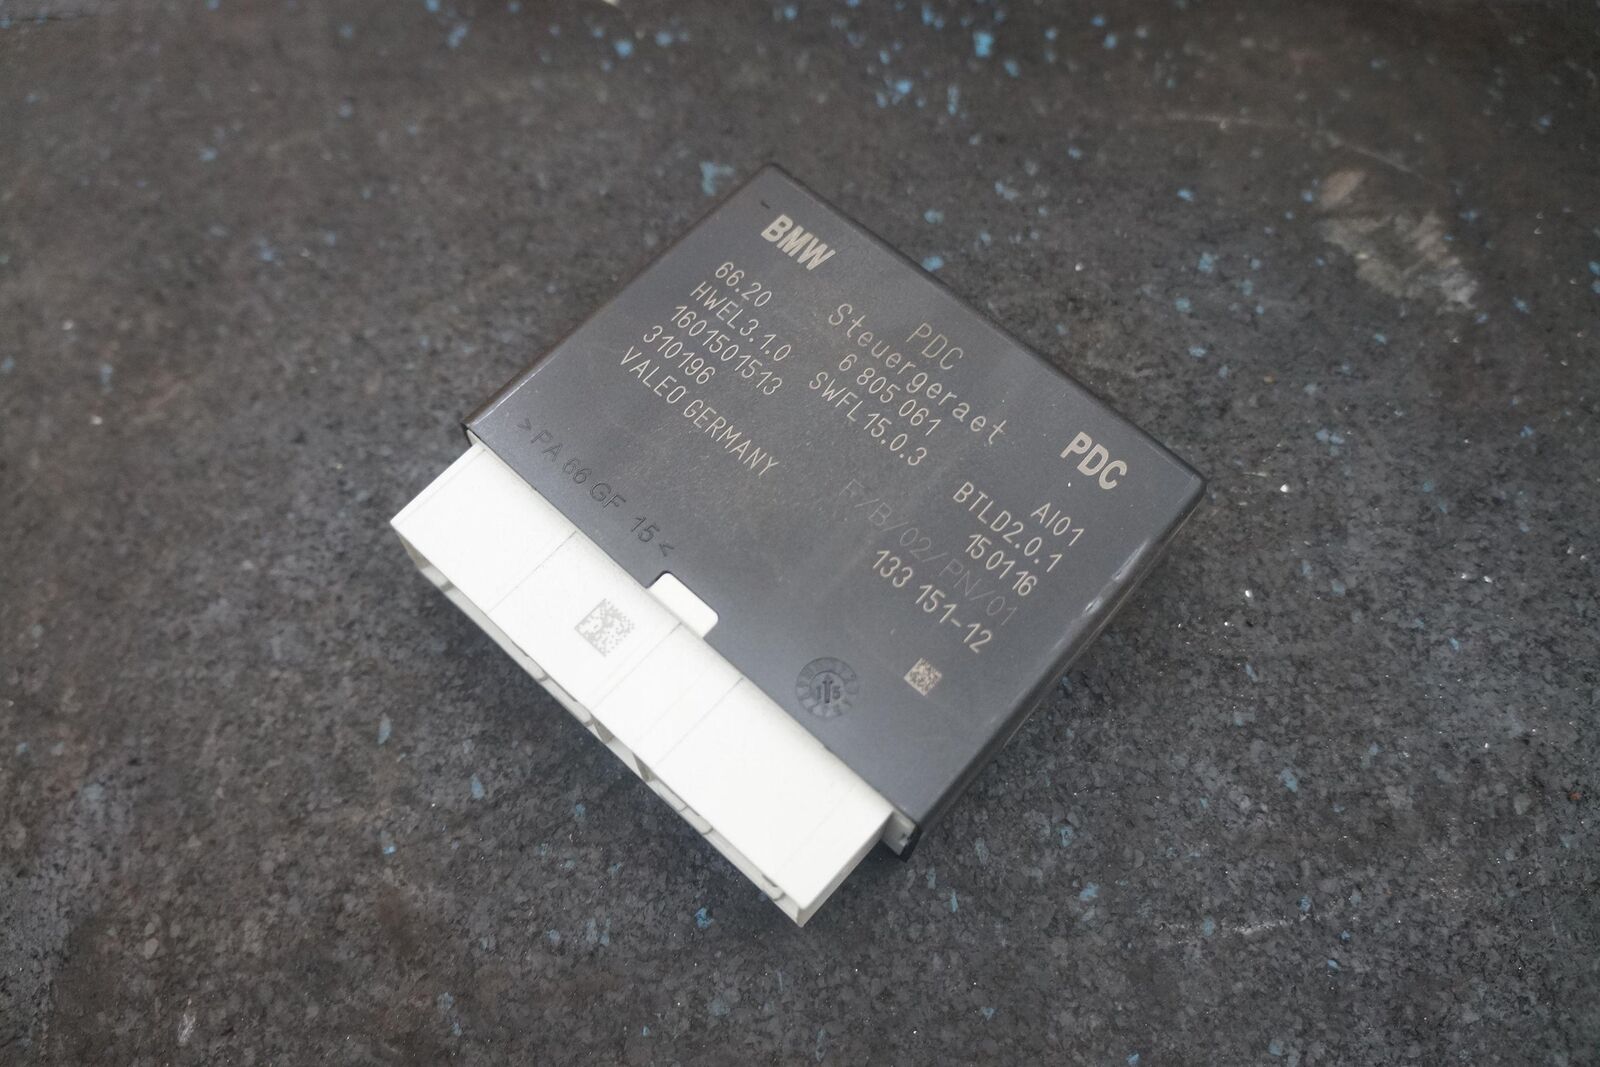 BMW
PDC
PDC
Steuergeraet
66.20 6 805 061 AI01
HWEL3.1.0 SWFL15.0.3 BTLD2.0.1
1601501513 150116
310196
VALEO GERMANY 133 151-12
F/B/02/PN/01
>PA 66 GF 15<
15